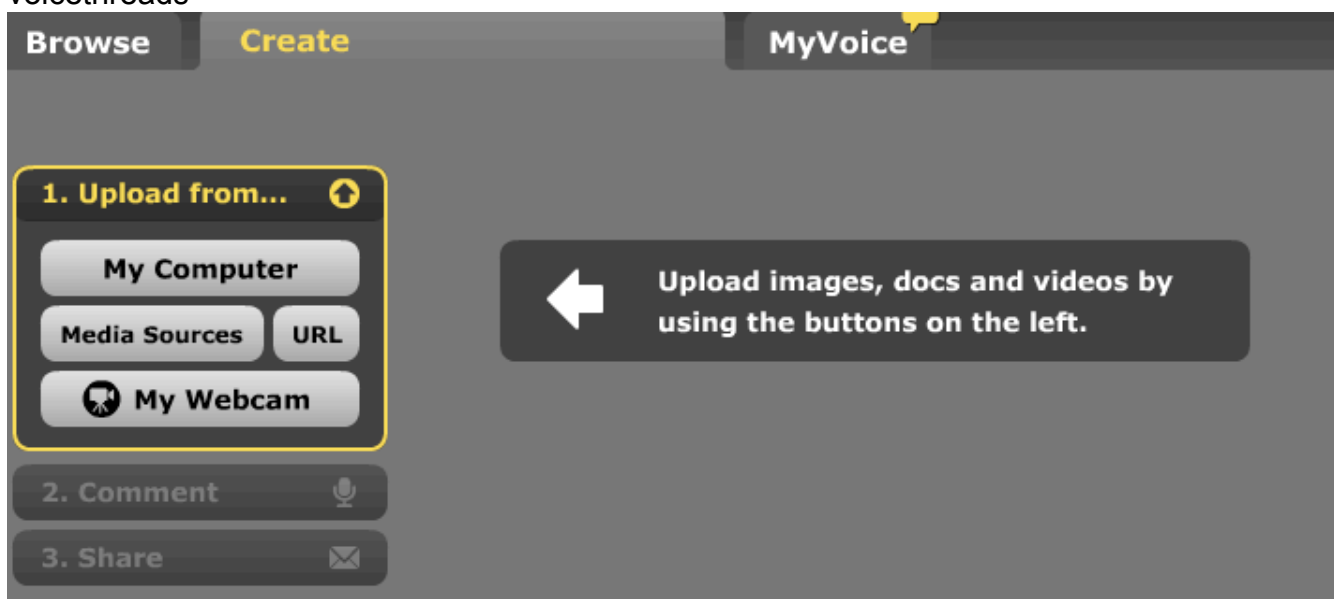 Browse Create MyVoice
1. Upload from...
My Computer
Media Sources URL
My Webcam
Upload images, docs and videos by
using the buttons on the left.
2. Comment
3. Share